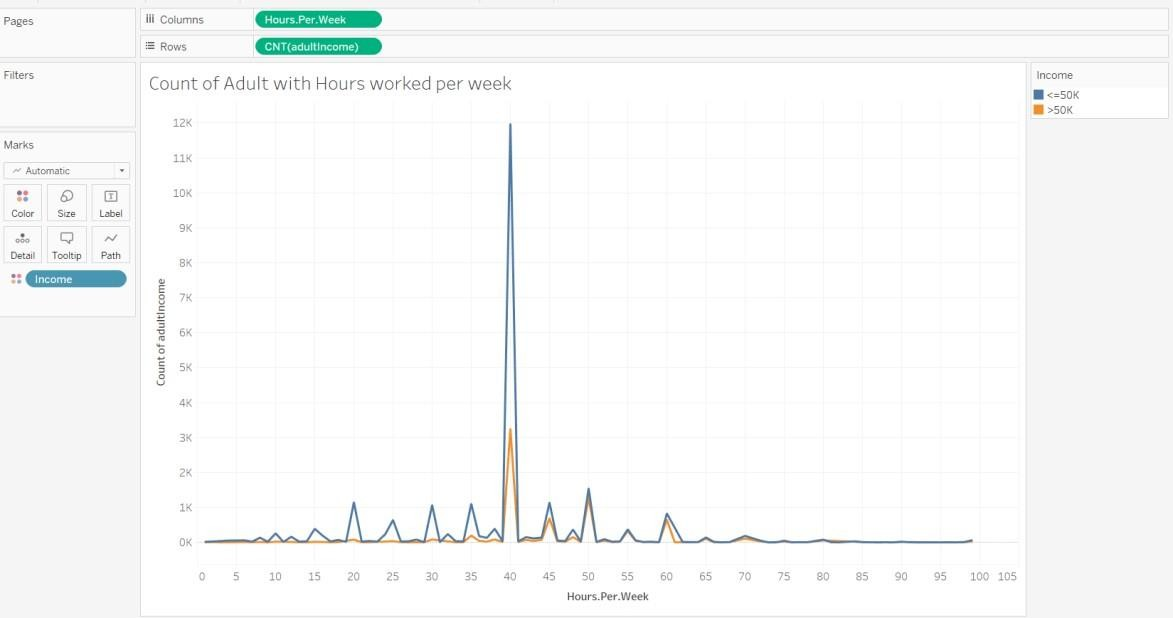 Pages
Columns
Hours.Per.Week
Rows
CNT(adultIncome)
Filters
Marks
Automatic
Color
Size
Label
Detail
Tooltip
Path
Income
Count of Adult with Hours worked per week
Count of adultIncome
12K
11K
10K
9K
8K
7K
6K
5K
4K
3K
2K
1K
0K
0 5 10 15 20 25 30 35 40 45 50 55 60 65 70 75 80 85 90 95 100 105
Hours.Per.Week
Income
<=50K
>50K